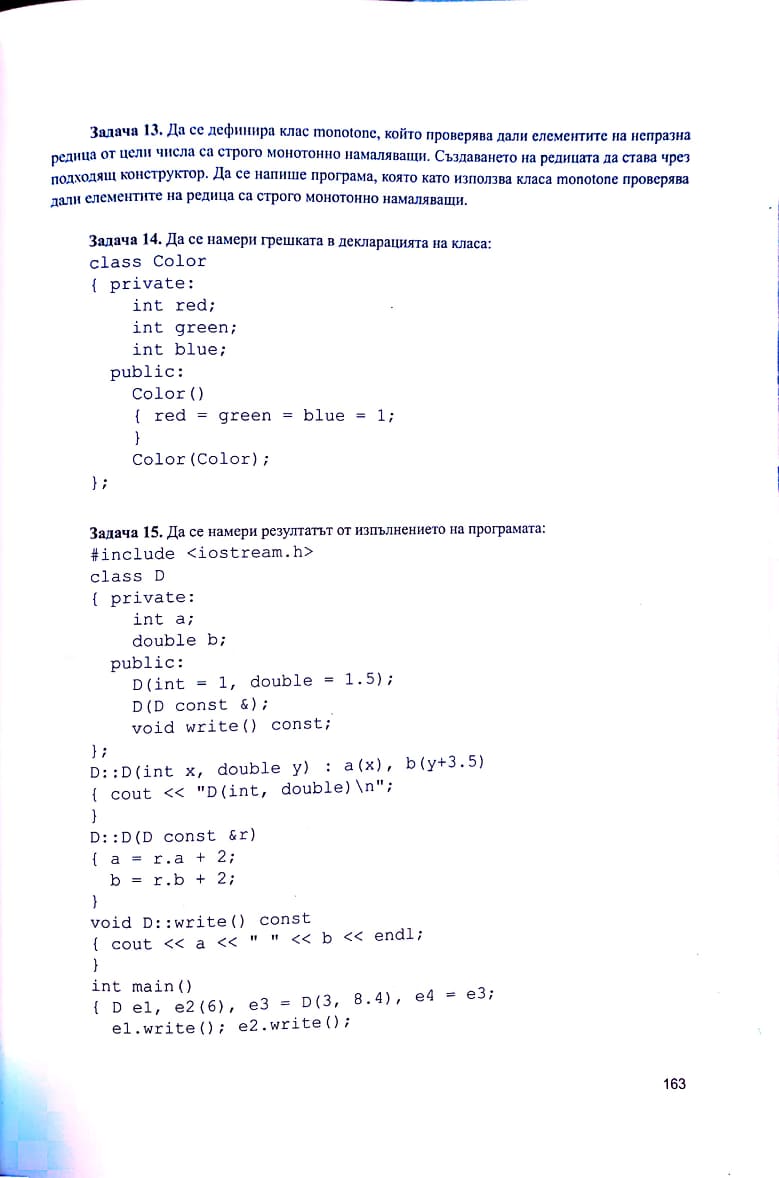 Задача 13. Да се дефинира клас monotone, който проверява дали елементите на непразна
редица от цели числа са строго монотонно намаляващи. Създаването на редицата да става чрез
подходящ конструктор. Да се напише програма, която като използва класа monotone проверява
дали елементите на редица са строго монотонно намаляващи.
Задача 14. Да се намери грешката в декларацията на класа:
class Color
{ private:
int red;
int green;
int blue;
public:
Color()
{ red = green = blue = 1;
}
Color(Color);
};
Задача 15. Да се намери резултатът от изпълнението на програмата:
#include <iostream.h>
class D
{ private:
int a;
double b;
public:
D(int = 1, double = 1.5);
D(D const &);
void write() const;
};
D::D(int x, double y) : a(x), b(y+3.5)
{ cout << "D(int, double)\n";
}
D::D(D const &r)
{ a = r.a + 2;
b = r.b + 2;
}
void D::write() const
{ cout << a << " " << b << endl;
}
int main()
{ D e1, e2(6), e3 = D(3, 8.4), e4 = e3;
e1.write(); e2.write();
163